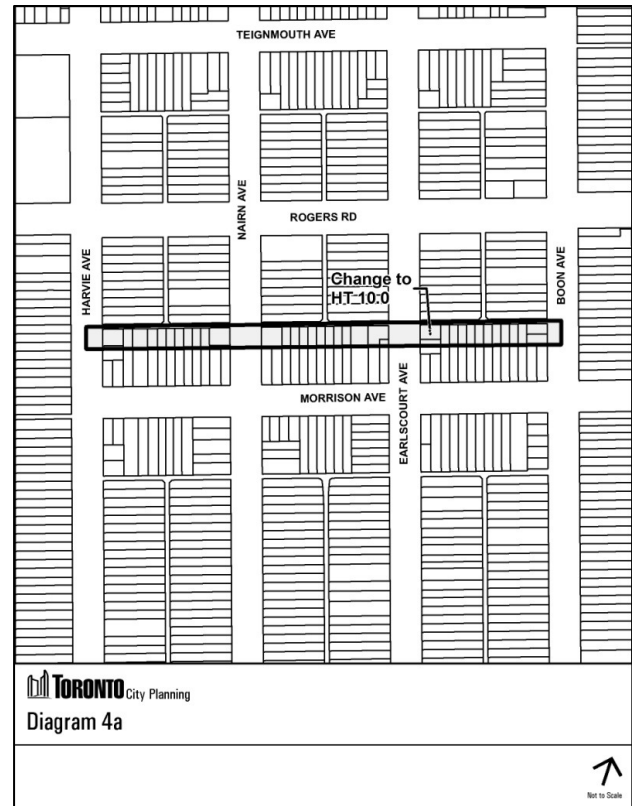 TEIGNMOUTH AVE
NAIRN AVE
ROGERS RD
HARVIE AVE
BOON AVE
Change to
HT 10.0
MORRISON AVE
EARLSCOURT AVE
TORONTO City Planning
Diagram 4a
Not to Scale